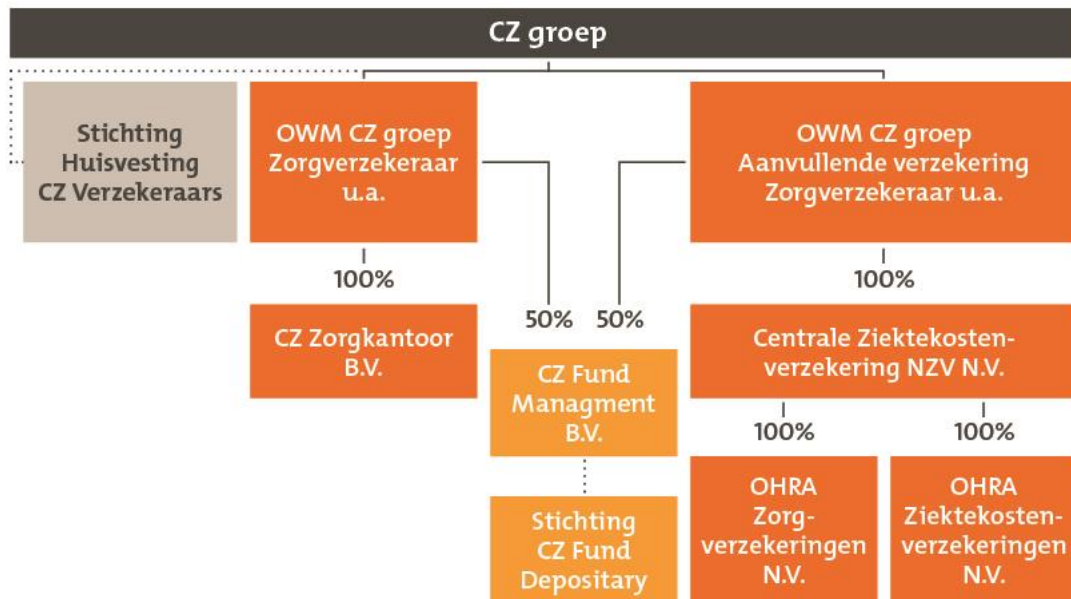 CZ groep
Stichting
Huisvesting
CZ Verzekeraars
OWM CZ groep
Zorgverzekeraar
u.a.
OWM CZ groep
Aanvullende verzekering
Zorgverzekeraar u.a.
100%
100%
50%
50%
CZ Zorgkantoor
B.V.
CZ Fund
Managment
B.V.
Centrale Ziektekosten-
verzekering NZV N.V.
100%
100%
Stichting
CZ Fund
Depositary
OHRA
Zorg-
verzekeringen
N.V.
OHRA
Ziektekosten-
verzekeringen
N.V.